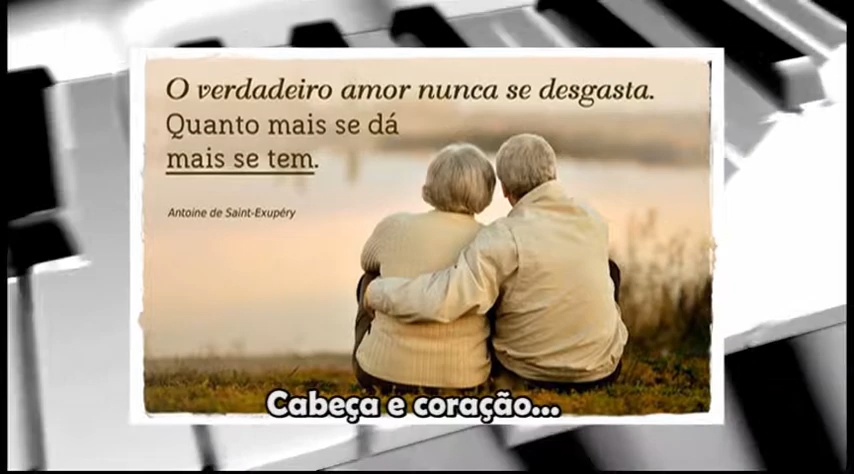 O verdadeiro amor nunca se desgasta.
Quanto mais se dá
mais se tem.
Antoine de Saint-Exupéry
Cabeça e coração...